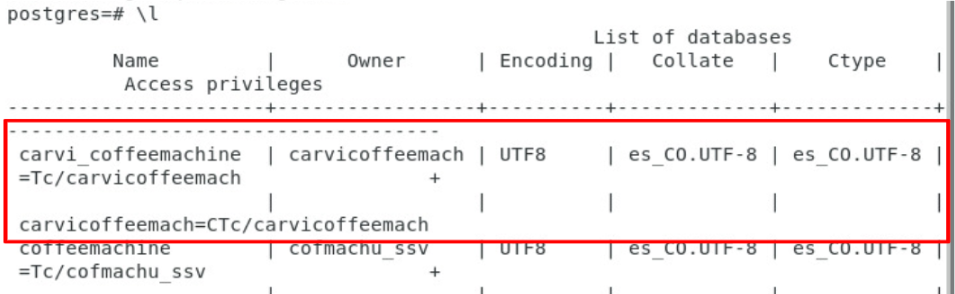 postgres=# \l
List of databases
Name | Owner | Encoding | Collate | Ctype |
Access privileges
---------------------+-----------------+----------+-------------+-------------+
-----------------------------------
carvi_coffeemachine | carvicoffeemach | UTF8 | es_CO.UTF-8 | es_CO.UTF-8 |
=Tc/carvicoffeemach +
| | | | |
carvicoffeemach=CTc/carvicoffeemach
coffeemachine | cofmachu_ssv | UTF8 | es_CO.UTF-8 | es_CO.UTF-8 |
=Tc/cofmachu_ssv +
| | | | |